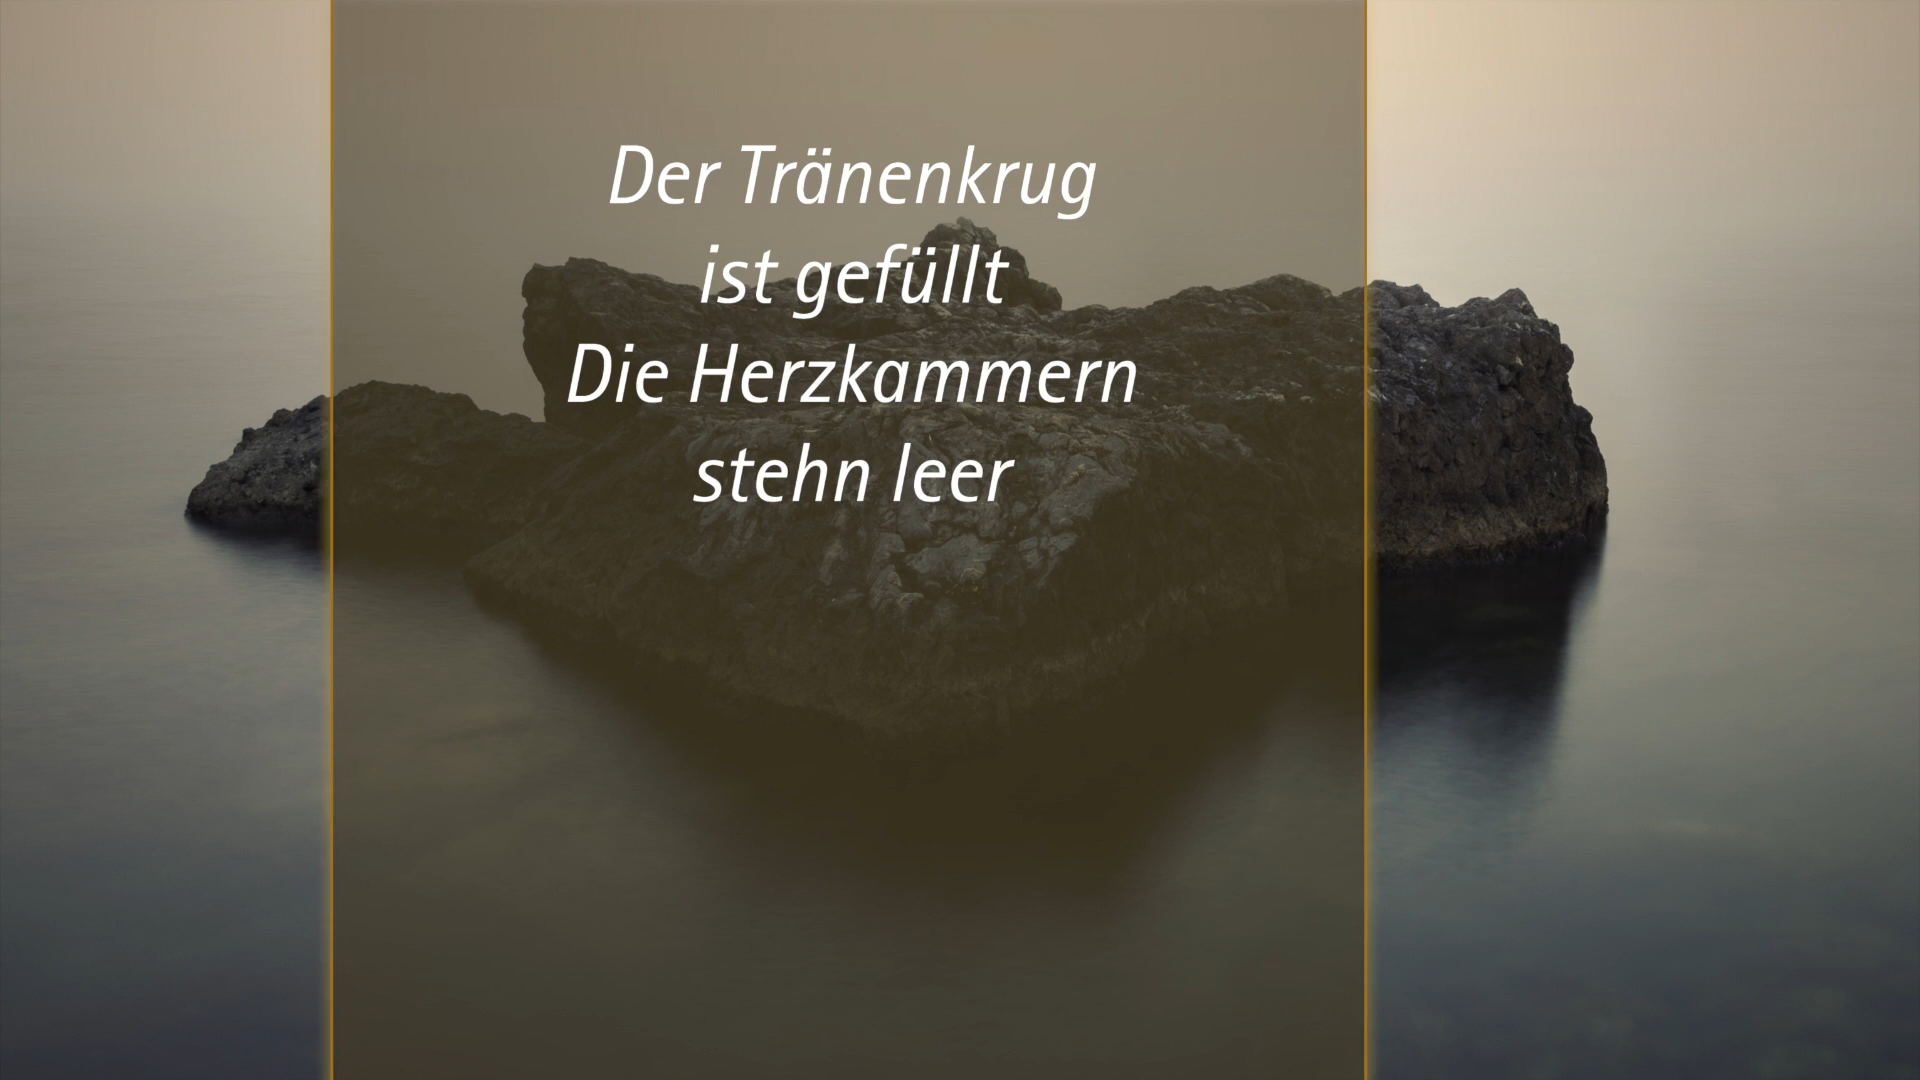 Der Tränenkrug
ist gefüllt
Die Herzkammern
stehn leer